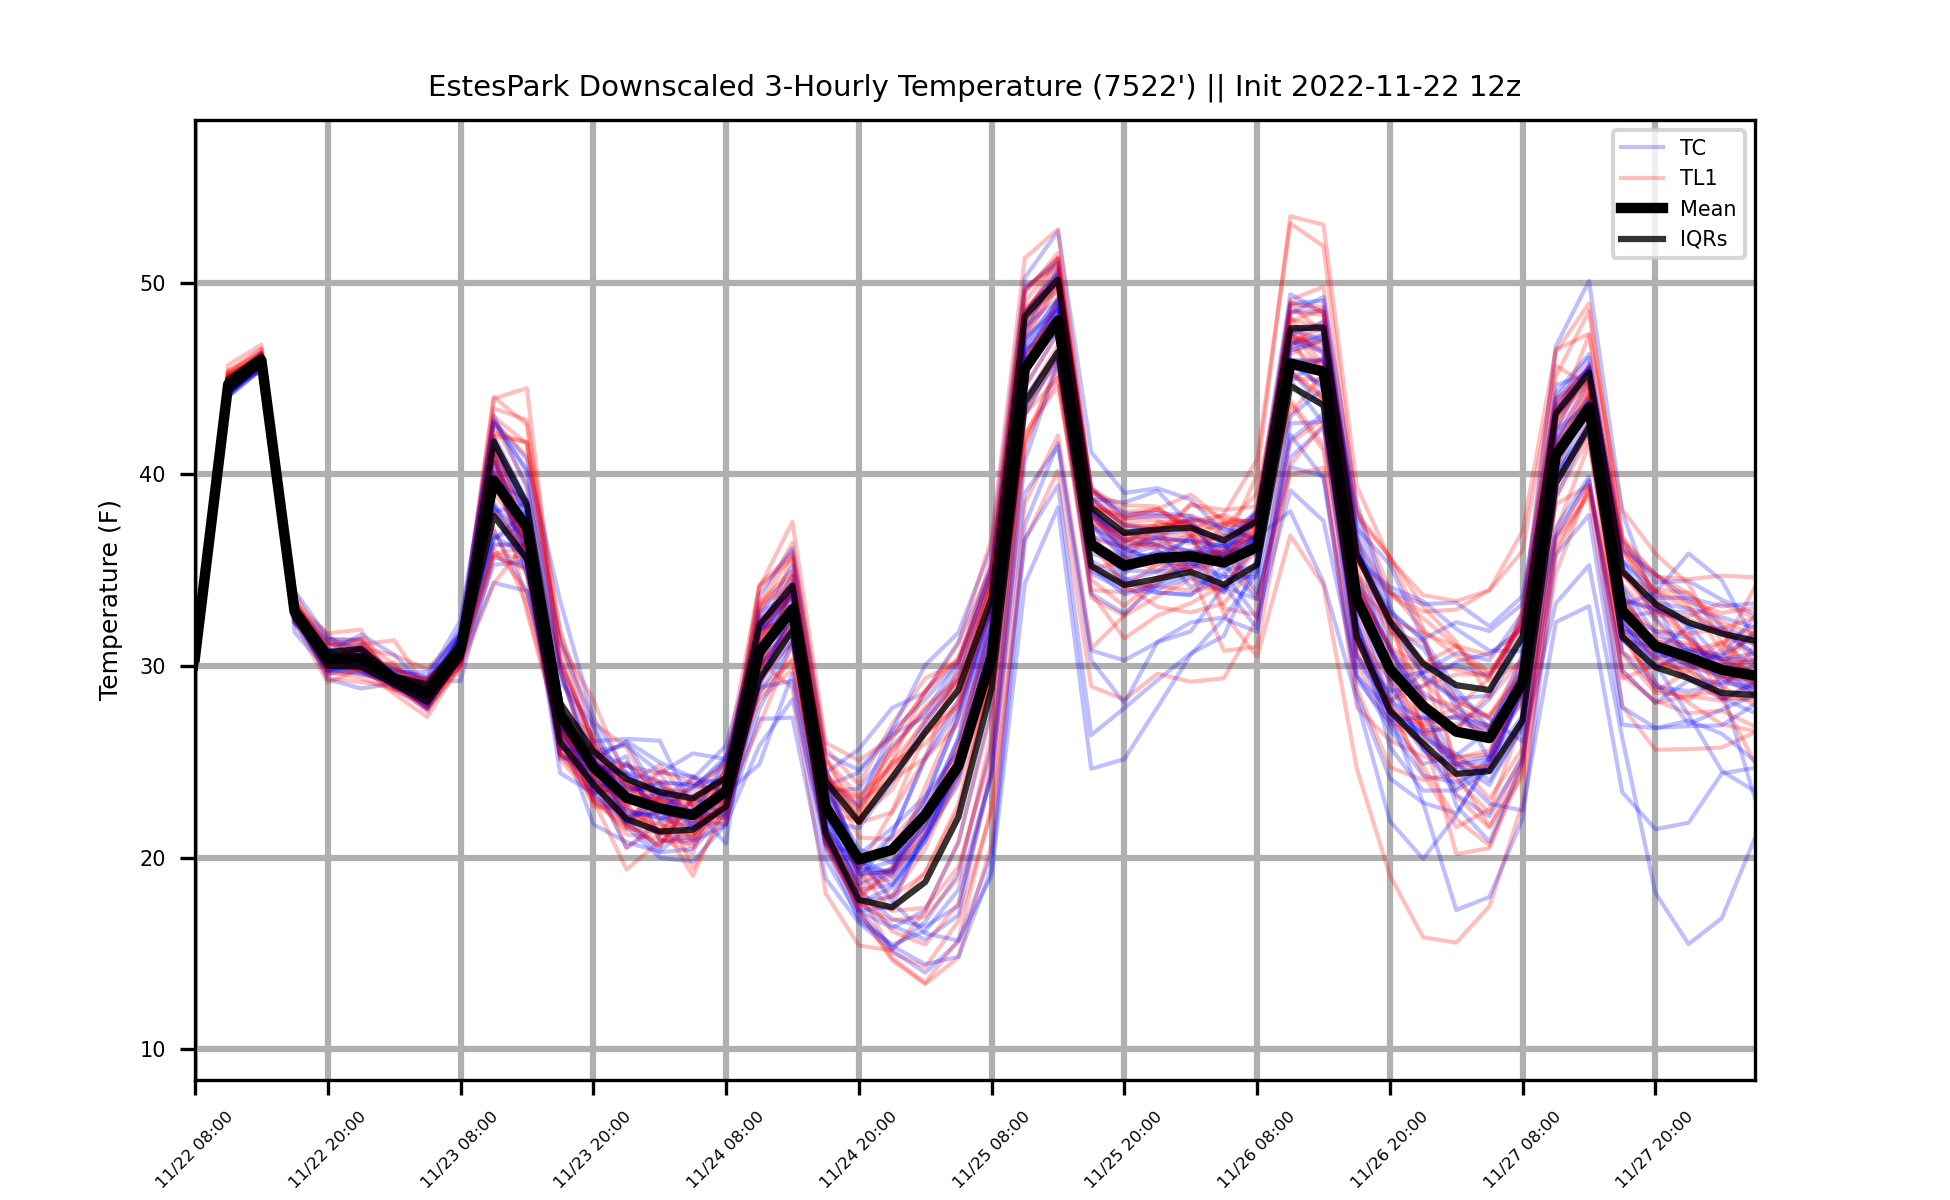 EstesPark Downscaled 3-Hourly Temperature (7522') || Init 2022-11-22 12z
TC
TL1
Mean
IQRs
Temperature (F)
50
40
30
20
10
11/22 08:00
11/22 20:00
11/23 08:00
11/23 20:00
11/24 08:00
11/24 20:00
11/25 08:00
11/25 20:00
11/26 08:00
11/26 20:00
11/27 08:00
11/27 20:00